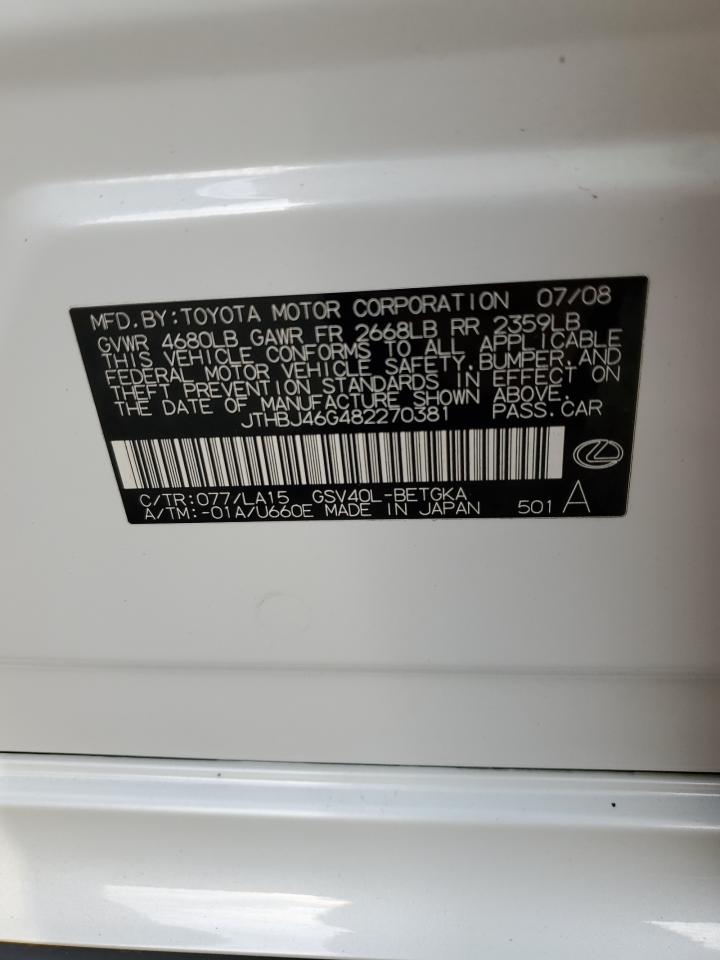 MFD.BY:TOYOTA MOTOR CORPORATION 07/08
GVWR 4680LB GAWR FR 2668LB RR 2359LB
THIS VEHICLE CONFORMS TO ALL APPLICABLE
FEDERAL MOTOR VEHICLE SAFETY,BUMPER,AND
THEFT PREVENTION STANDARDS IN EFFECT ON
THE DATE OF MANUFACTURE SHOWN ABOVE.
JTHBJ46G482270381 PASS.CAR
C/TR:077/LA15 GSV40L-BETGKA
A/TM:-01A/U660E MADE IN JAPAN 501 A